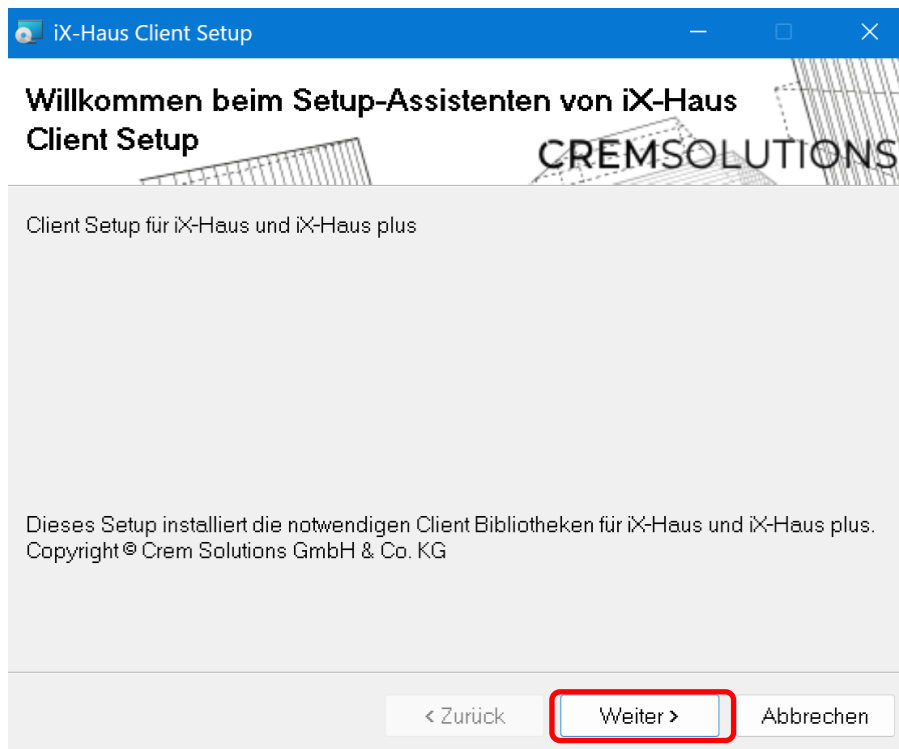 iX-Haus Client Setup
Willkommen beim Setup-Assistenten von iX-Haus
Client Setup
CREMSOLUTIONS
Client Setup für iX-Haus und iX-Haus plus
Dieses Setup installiert die notwendigen Client Bibliotheken für iX-Haus und iX-Haus plus.
Copyright © Crem Solutions GmbH & Co. KG
< Zurück Weiter > Abbrechen